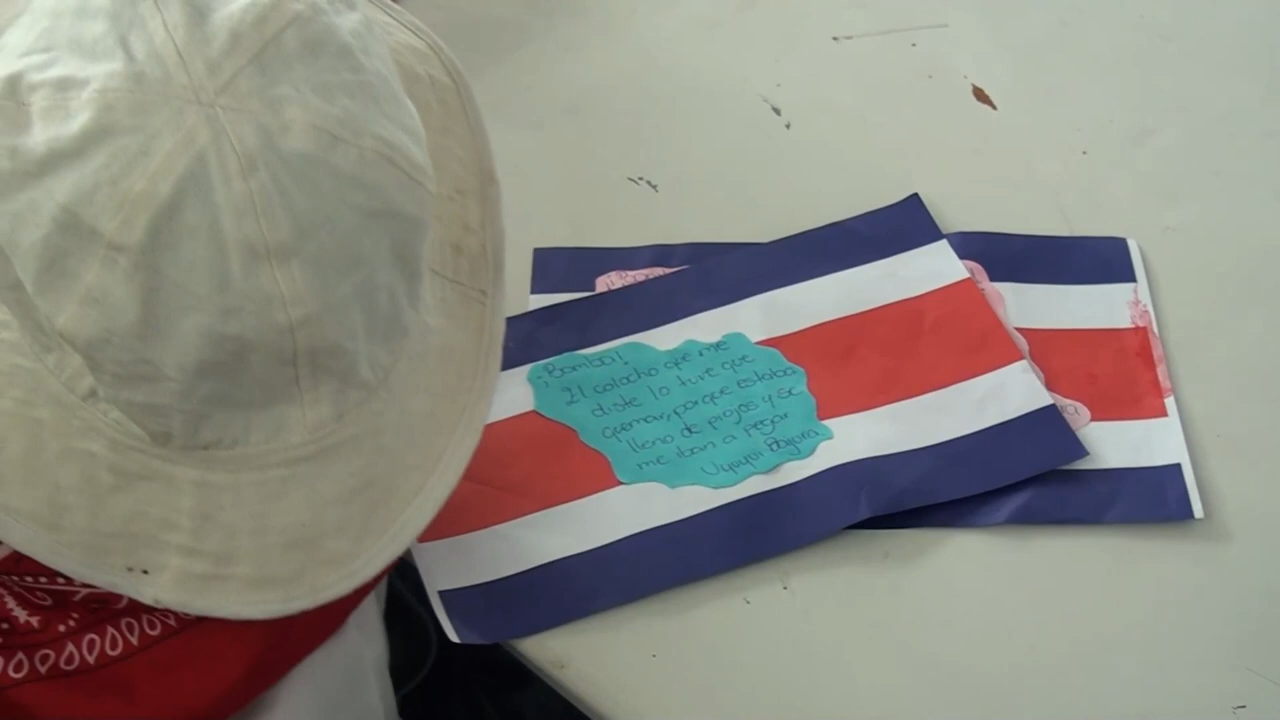 ¡Bomba!
El colocho que me
diste lo tuve que
quemar, porque estaba
lleno de piojos y se
me iban a pegar
Uyuyui Bajura.